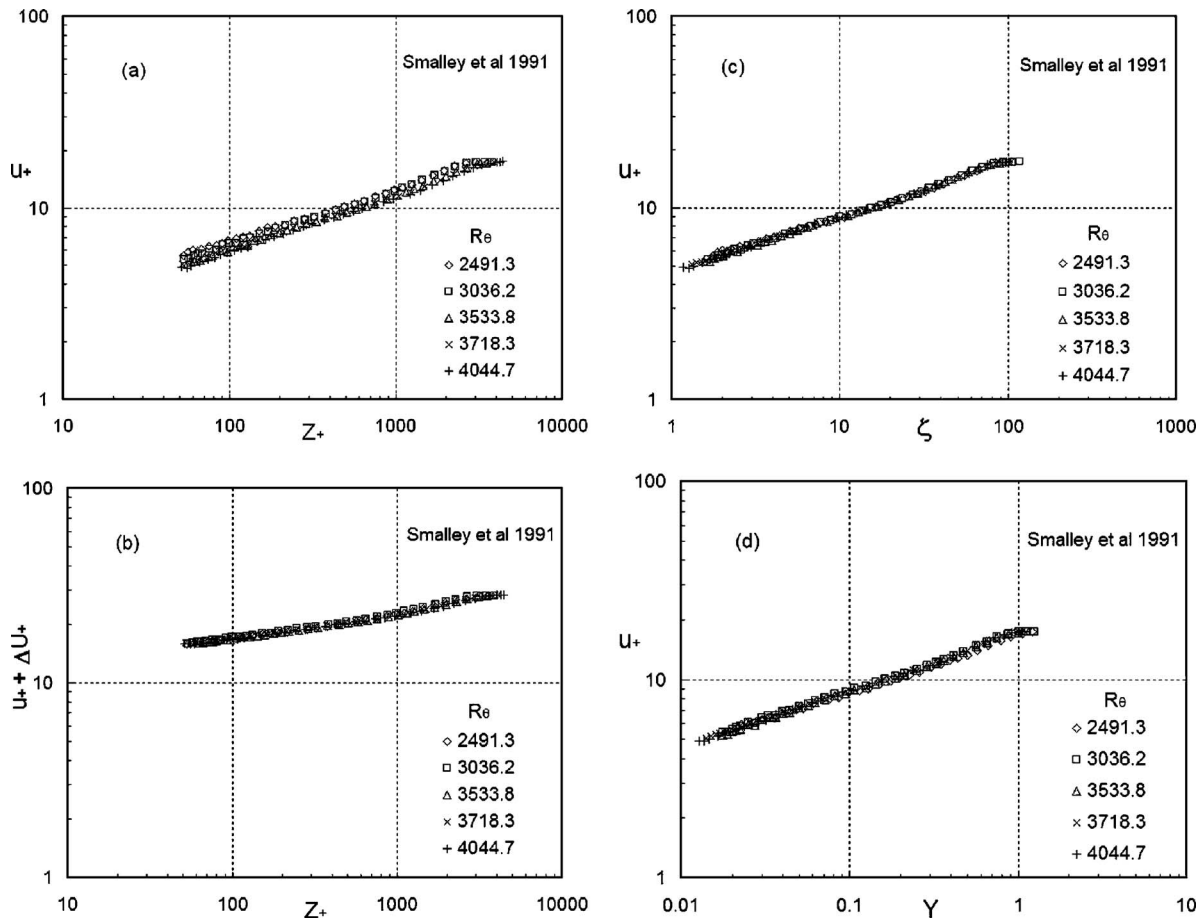 100
(a)
Smalley et al 1991
u+
10
Rθ
◇ 2491.3
□ 3036.2
△ 3533.8
× 3718.3
+ 4044.7
1
10 100 1000 10000
Z+
100
(c)
Smalley et al 1991
u+
10
Rθ
◇ 2491.3
□ 3036.2
△ 3533.8
× 3718.3
+ 4044.7
1
1 10 100 1000
ζ
100
(b)
Smalley et al 1991
u+ + ΔU+
10
Rθ
◇ 2491.3
□ 3036.2
△ 3533.8
× 3718.3
+ 4044.7
1
10 100 1000 10000
Z+
100
(d)
Smalley et al 1991
u+
10
Rθ
◇ 2491.3
□ 3036.2
△ 3533.8
× 3718.3
+ 4044.7
1
0.01 0.1 1 10
Y